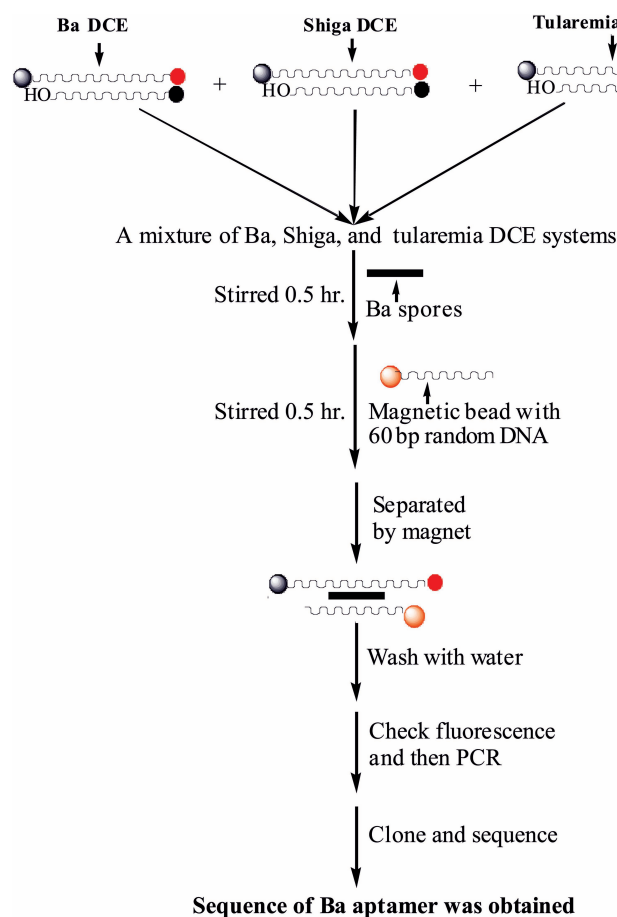 Ba DCE
Shiga DCE
Tularemia
HO
+
HO
+
HO
A mixture of Ba, Shiga, and tularemia DCE systems
Stirred 0.5 hr.
Ba spores
Stirred 0.5 hr.
Magnetic bead with
60 bp random DNA
Separated
by magnet
Wash with water
Check fluorescence
and then PCR
Clone and sequence
Sequence of Ba aptamer was obtained